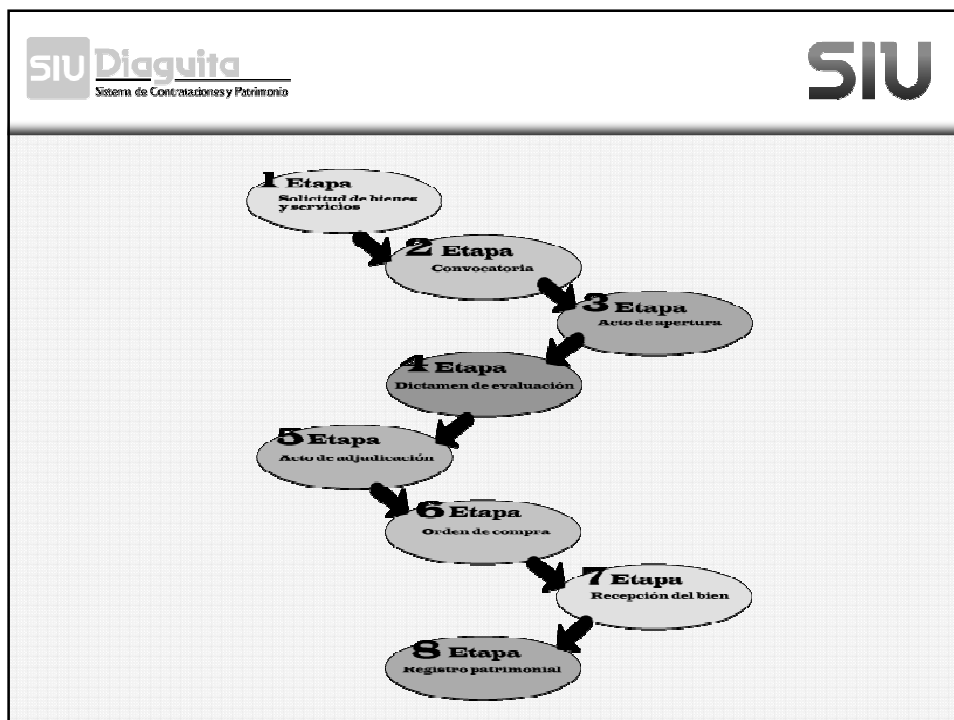 SIU Diaguita
Sistema de Contrataciones y Patrimonio
SIU
1 Etapa
Solicitud de bienes
y servicios
2 Etapa
Convocatoria
3 Etapa
Acto de apertura
4 Etapa
Dictamen de evaluación
5 Etapa
Acto de adjudicación
6 Etapa
Orden de compra
7 Etapa
Recepción del bien
8 Etapa
Registro patrimonial